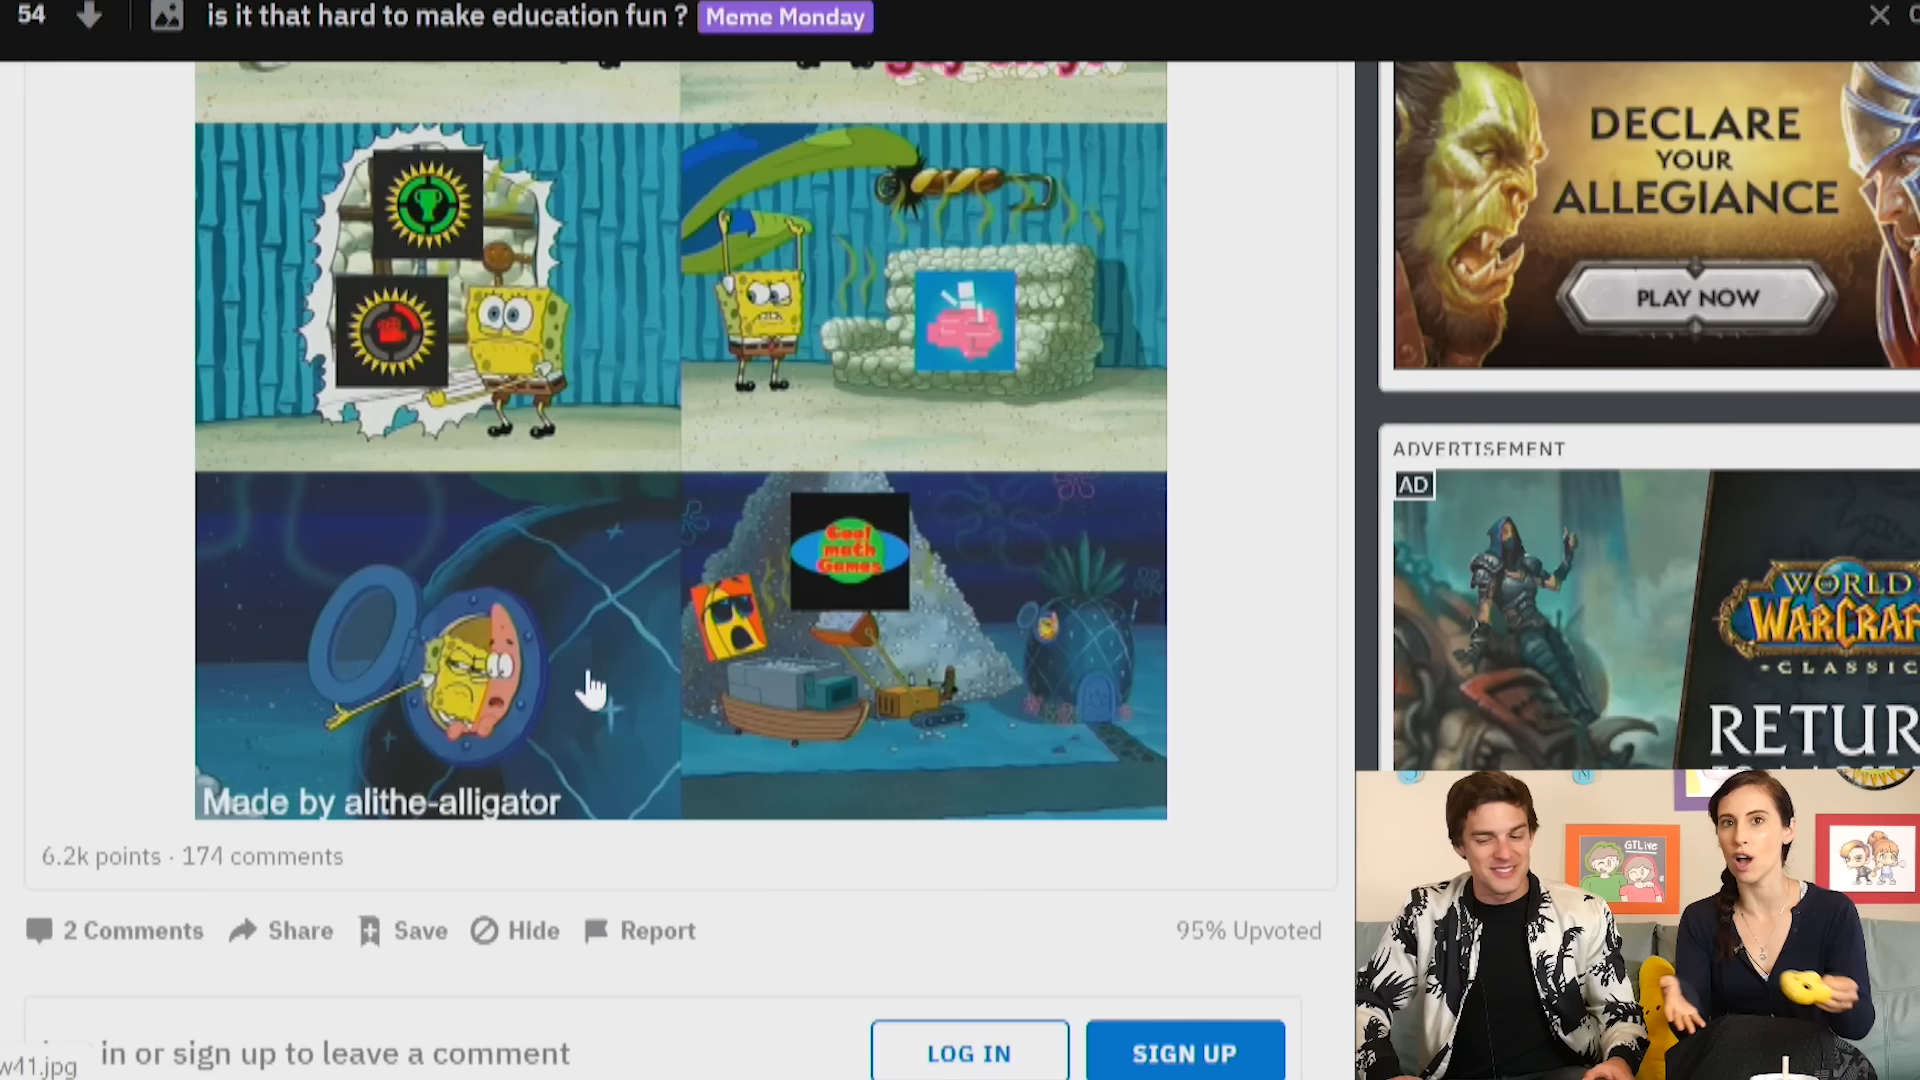 54
is it that hard to make education fun ?
Meme Monday
DECLARE
YOUR
ALLEGIANCE
PLAY NOW
ADVERTISEMENT
AD
Cool
math
Games
WORLD
WARCRAF
CLASSIC
RETUR
Made by alithe-alligator
6.2k points · 174 comments
GTLive
2 Comments
Share
Save
Hide
Report
95% Upvoted
in or sign up to leave a comment
LOG IN
SIGN UP
w41.jpg